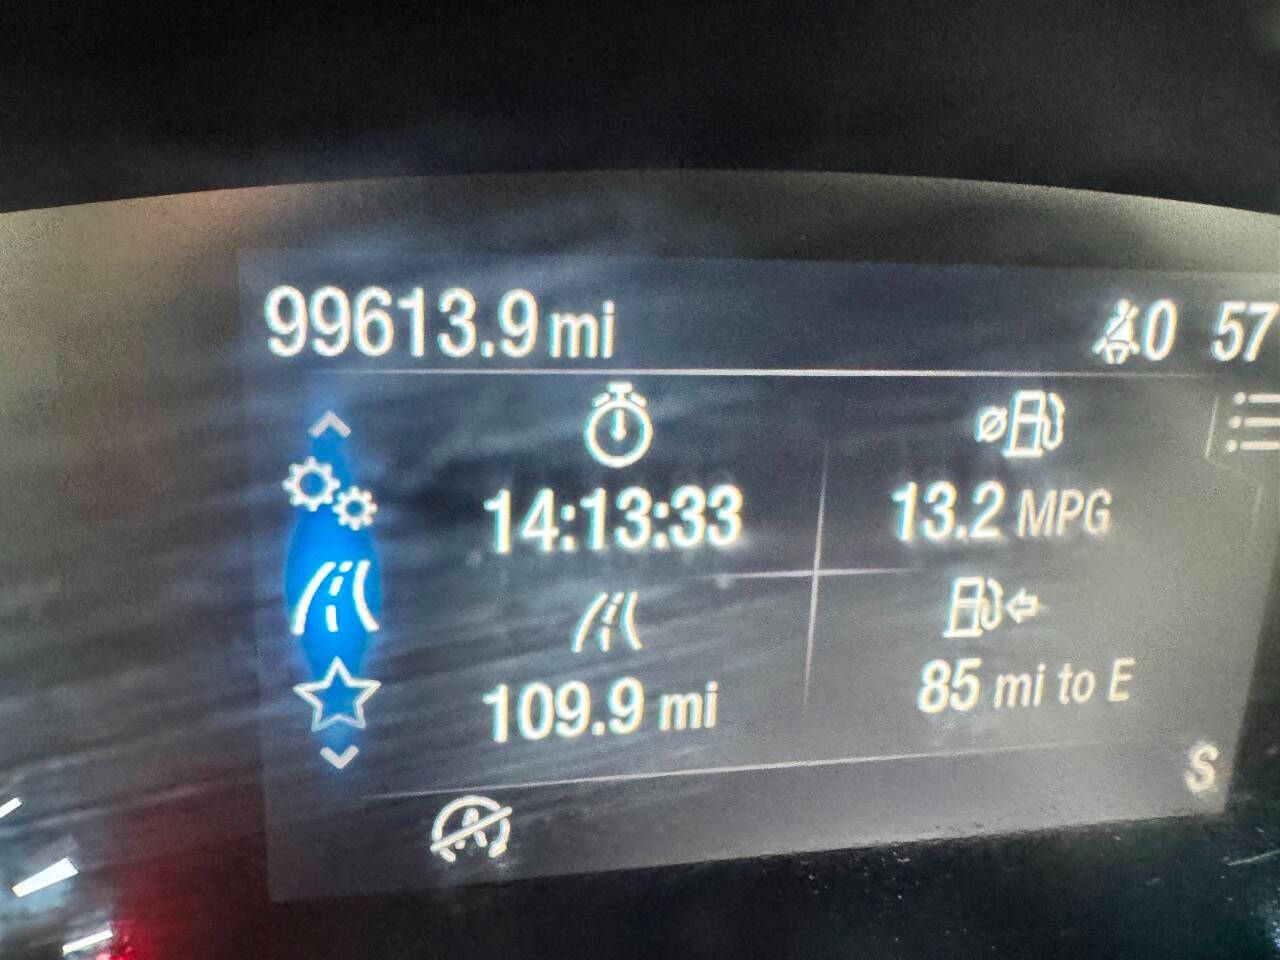 99613.9 mi
0 57
14:13:33
13.2 MPG
109.9 mi
85 mi to E
S